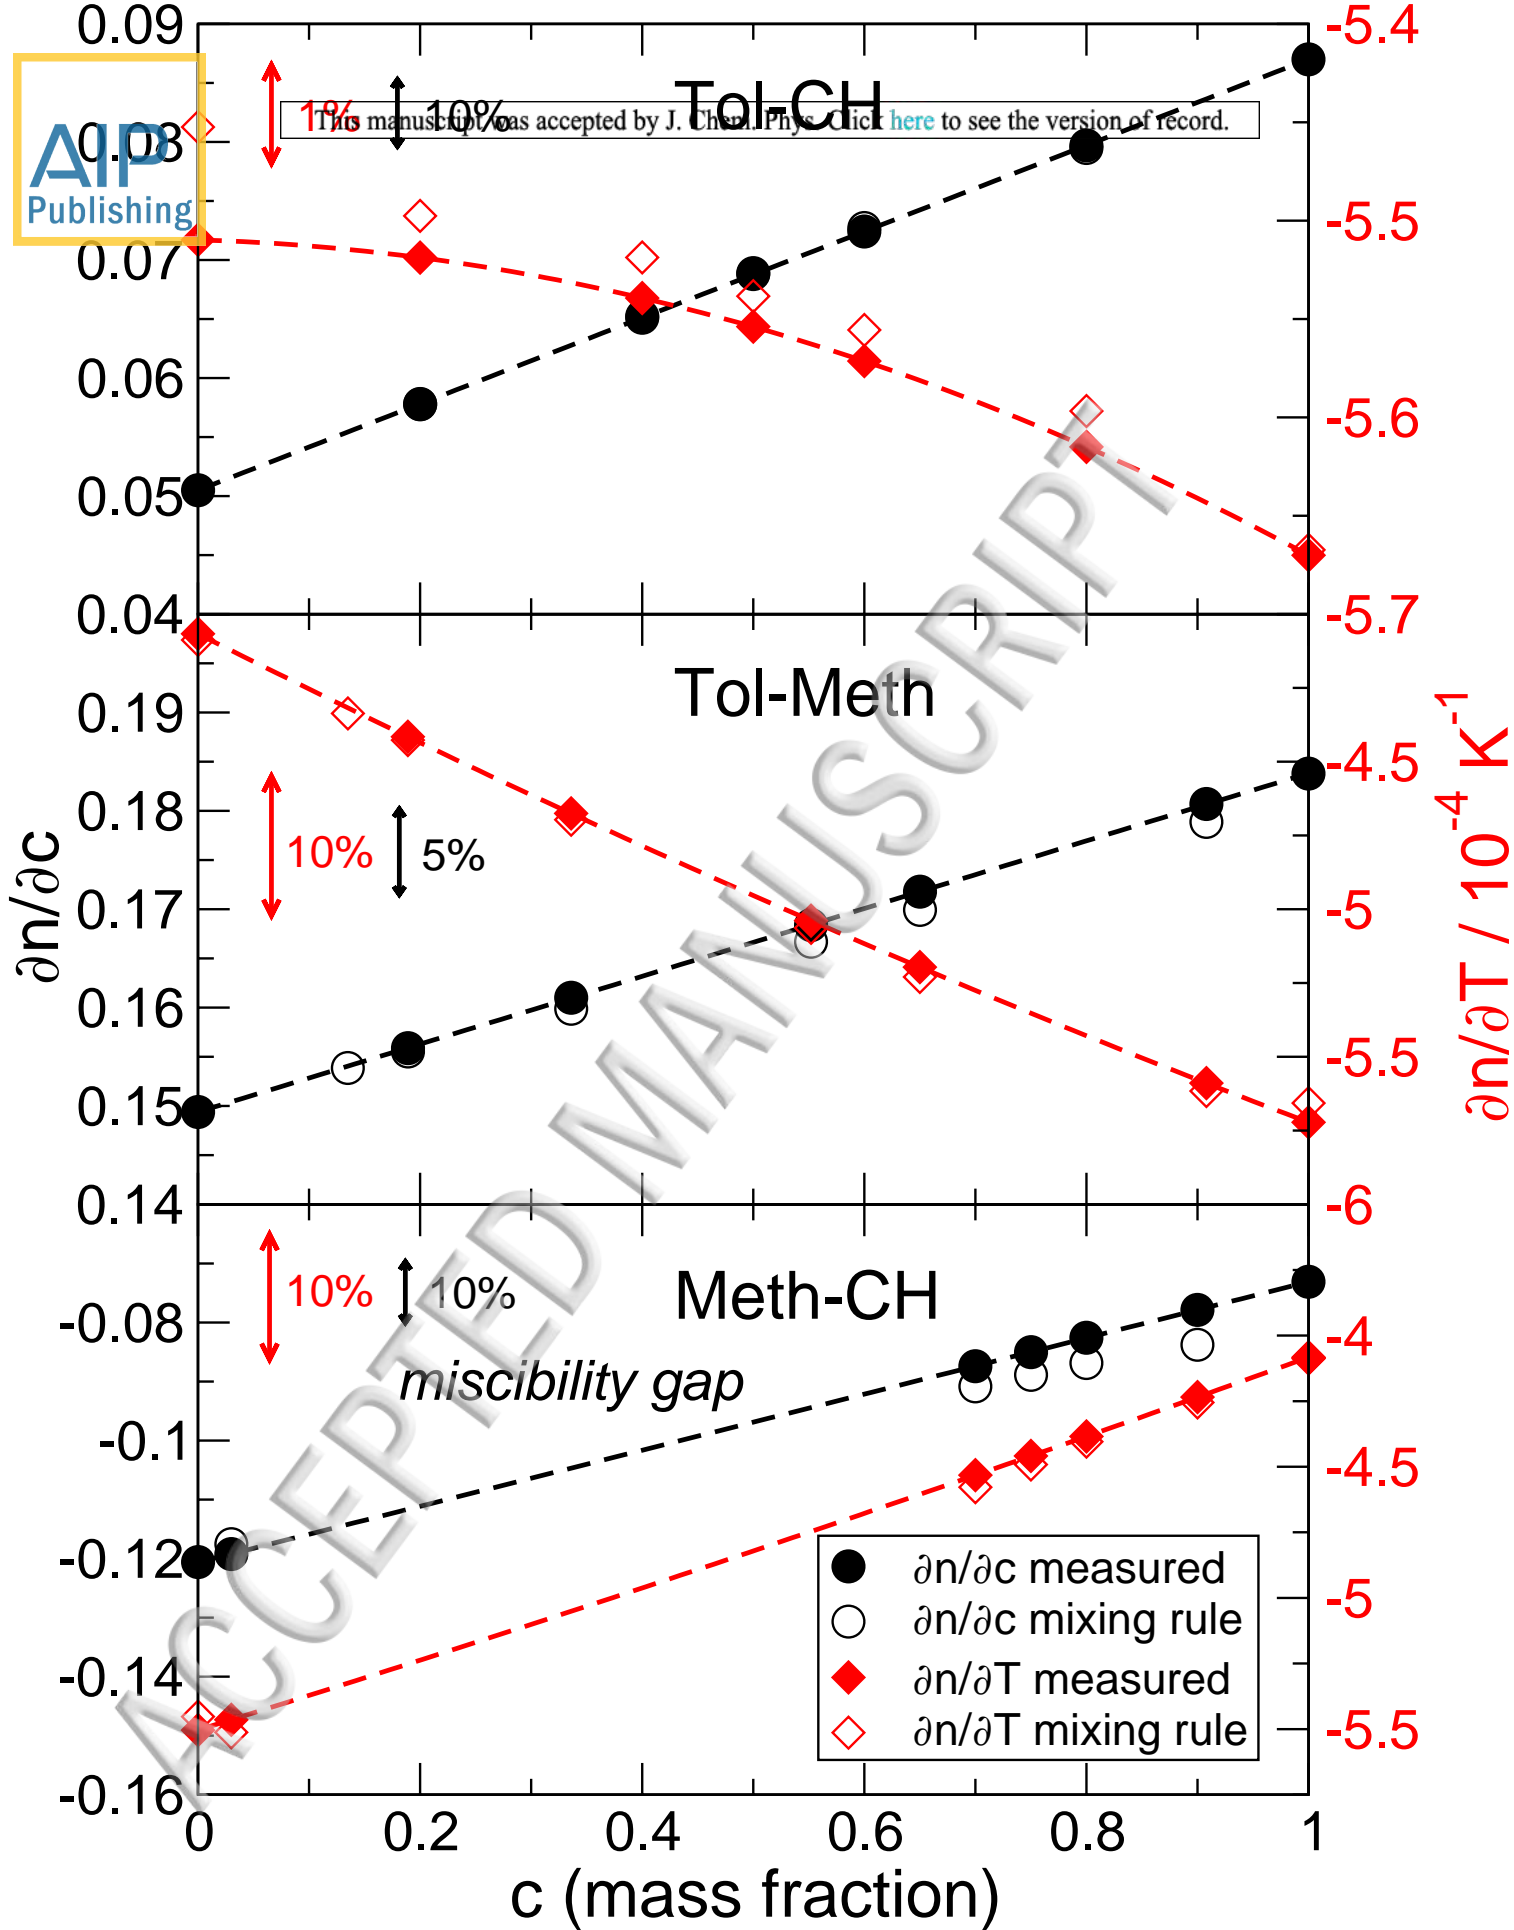 0.09
0.08
0.07
0.06
0.05
0.04
-5.4
-5.5
-5.6
-5.7
AIP
Publishing
1%
10%
Tol-CH
This manuscript was accepted by J. Chem. Phys. Click here to see the version of record.
Tol-Meth
0.19
0.18
0.17
0.16
0.15
0.14
-4.5
-5
-5.5
-6
10%
5%
∂n/∂c
∂n/∂T / 10⁻⁴ K⁻¹
10%
10%
Meth-CH
miscibility gap
-0.08
-0.1
-0.12
-0.14
-0.16
-4
-4.5
-5
-5.5
∂n/∂c measured
∂n/∂c mixing rule
∂n/∂T measured
∂n/∂T mixing rule
0 0.2 0.4 0.6 0.8 1
c (mass fraction)
ACCEPTED MANUSCRIPT